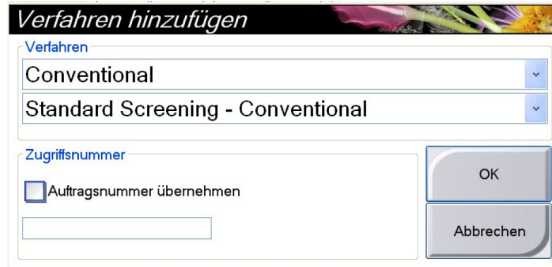 Verfahren hinzufügen
Verfahren
Conventional
Standard Screening - Conventional
Zugriffsnummer
Auftragsnummer übernehmen
OK
Abbrechen